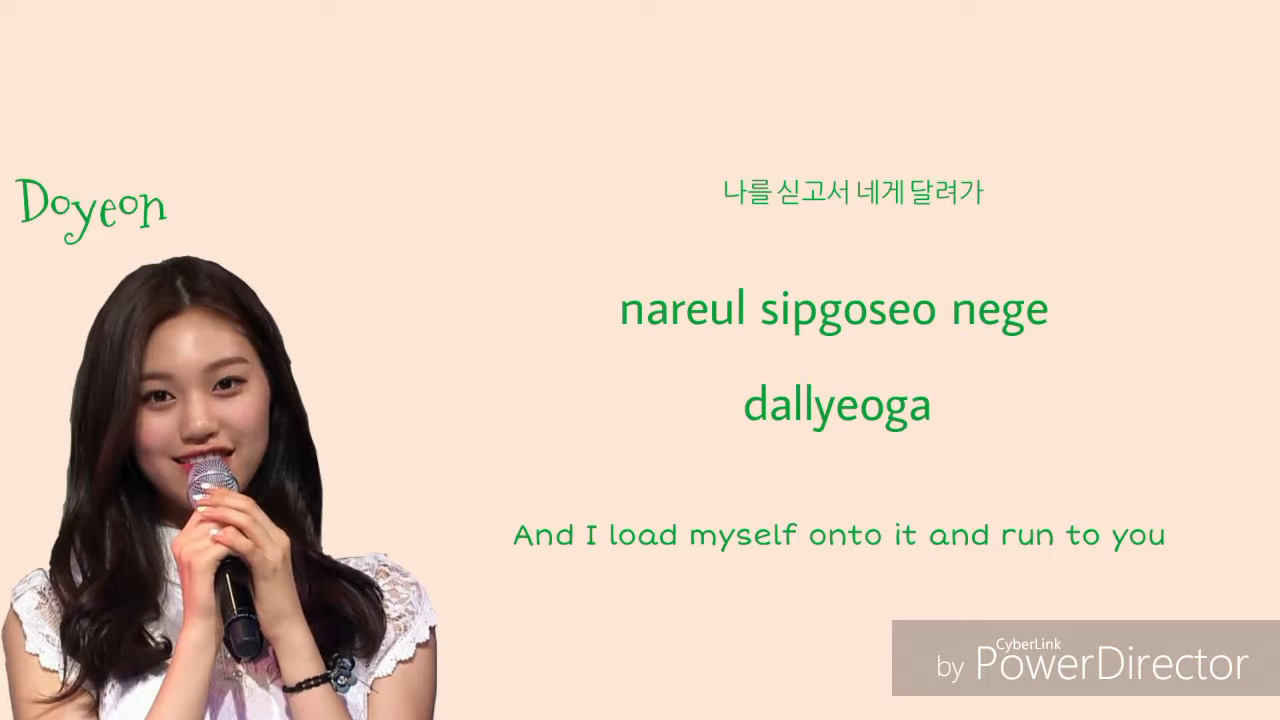 Doyeon
나를 싣고서 네게 달려가
nareul sipgoseo nege
dallyeoga
And I load myself onto it and run to you
by CyberLink PowerDirector